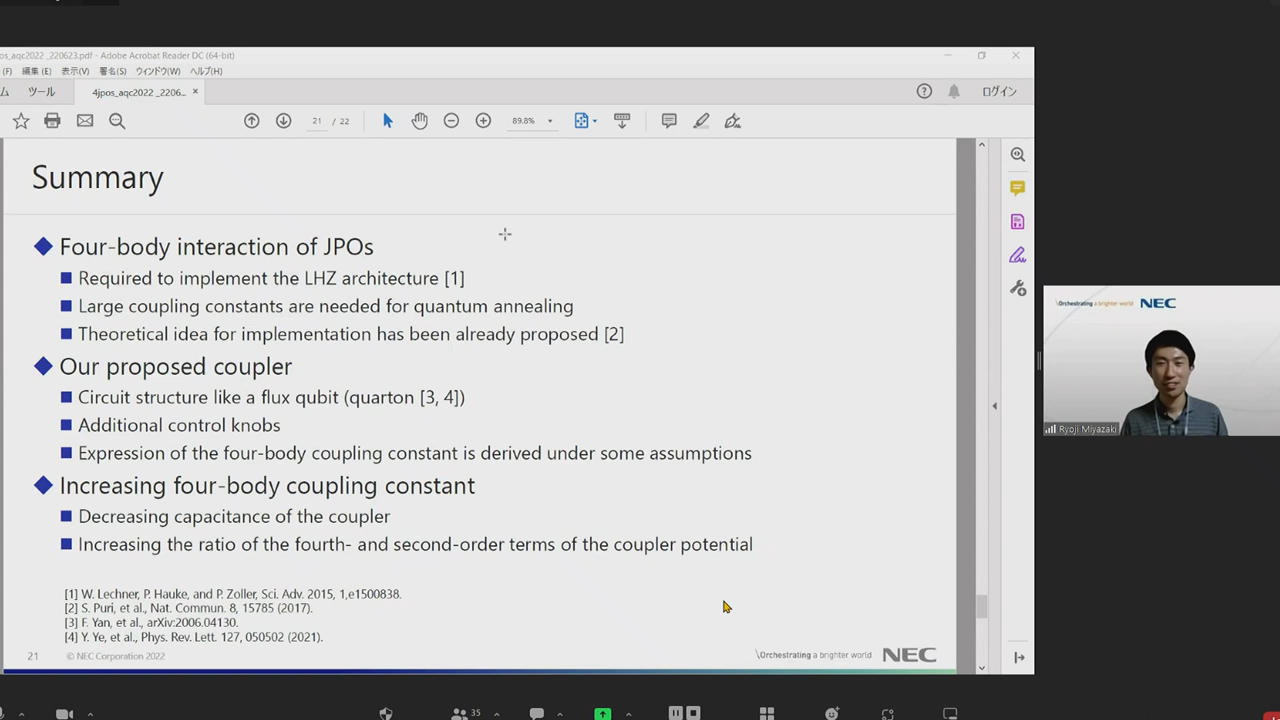 pos_aqc2022 _220623.pdf - Adobe Acrobat Reader DC (64-bit)
(F) 編集 (E) 表示(V) 署名(S) ウィンドウ(W) ヘルプ(H)
ム ツール 4jpos_aqc2022 _2206... × ログイン
21 / 22 89.8%
Summary
Four-body interaction of JPOs
Required to implement the LHZ architecture [1]
Large coupling constants are needed for quantum annealing
Theoretical idea for implementation has been already proposed [2]
Our proposed coupler
Circuit structure like a flux qubit (quarton [3, 4])
Additional control knobs
Expression of the four-body coupling constant is derived under some assumptions
Increasing four-body coupling constant
Decreasing capacitance of the coupler
Increasing the ratio of the fourth- and second-order terms of the coupler potential
[1] W. Lechner, P. Hauke, and P. Zoller, Sci. Adv. 2015, 1,e1500838.
[2] S. Puri, et al., Nat. Commun. 8, 15785 (2017).
[3] F. Yan, et al., arXiv:2006.04130.
[4] Y. Ye, et al., Phys. Rev. Lett. 127, 050502 (2021).
21 © NEC Corporation 2022 \Orchestrating a brighter world NEC
\Orchestrating a brighter world NEC
Ryoji Miyazaki
35